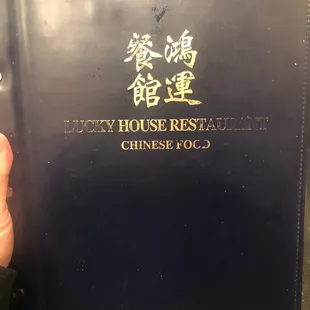 鴻運
餐館
LUCKY HOUSE RESTAURANT
CHINESE FOOD